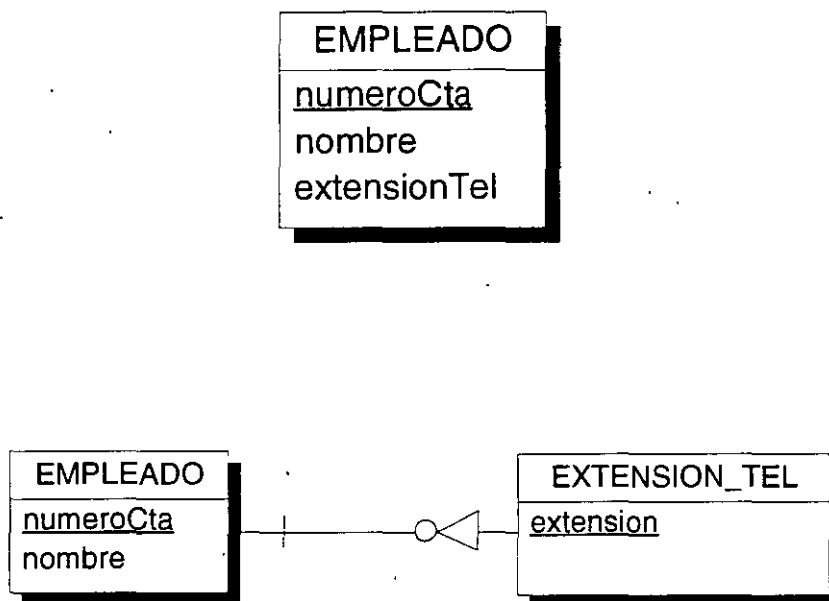 EMPLEADO
numeroCta
nombre
extensionTel
EMPLEADO
numeroCta
nombre
EXTENSION_TEL
extension